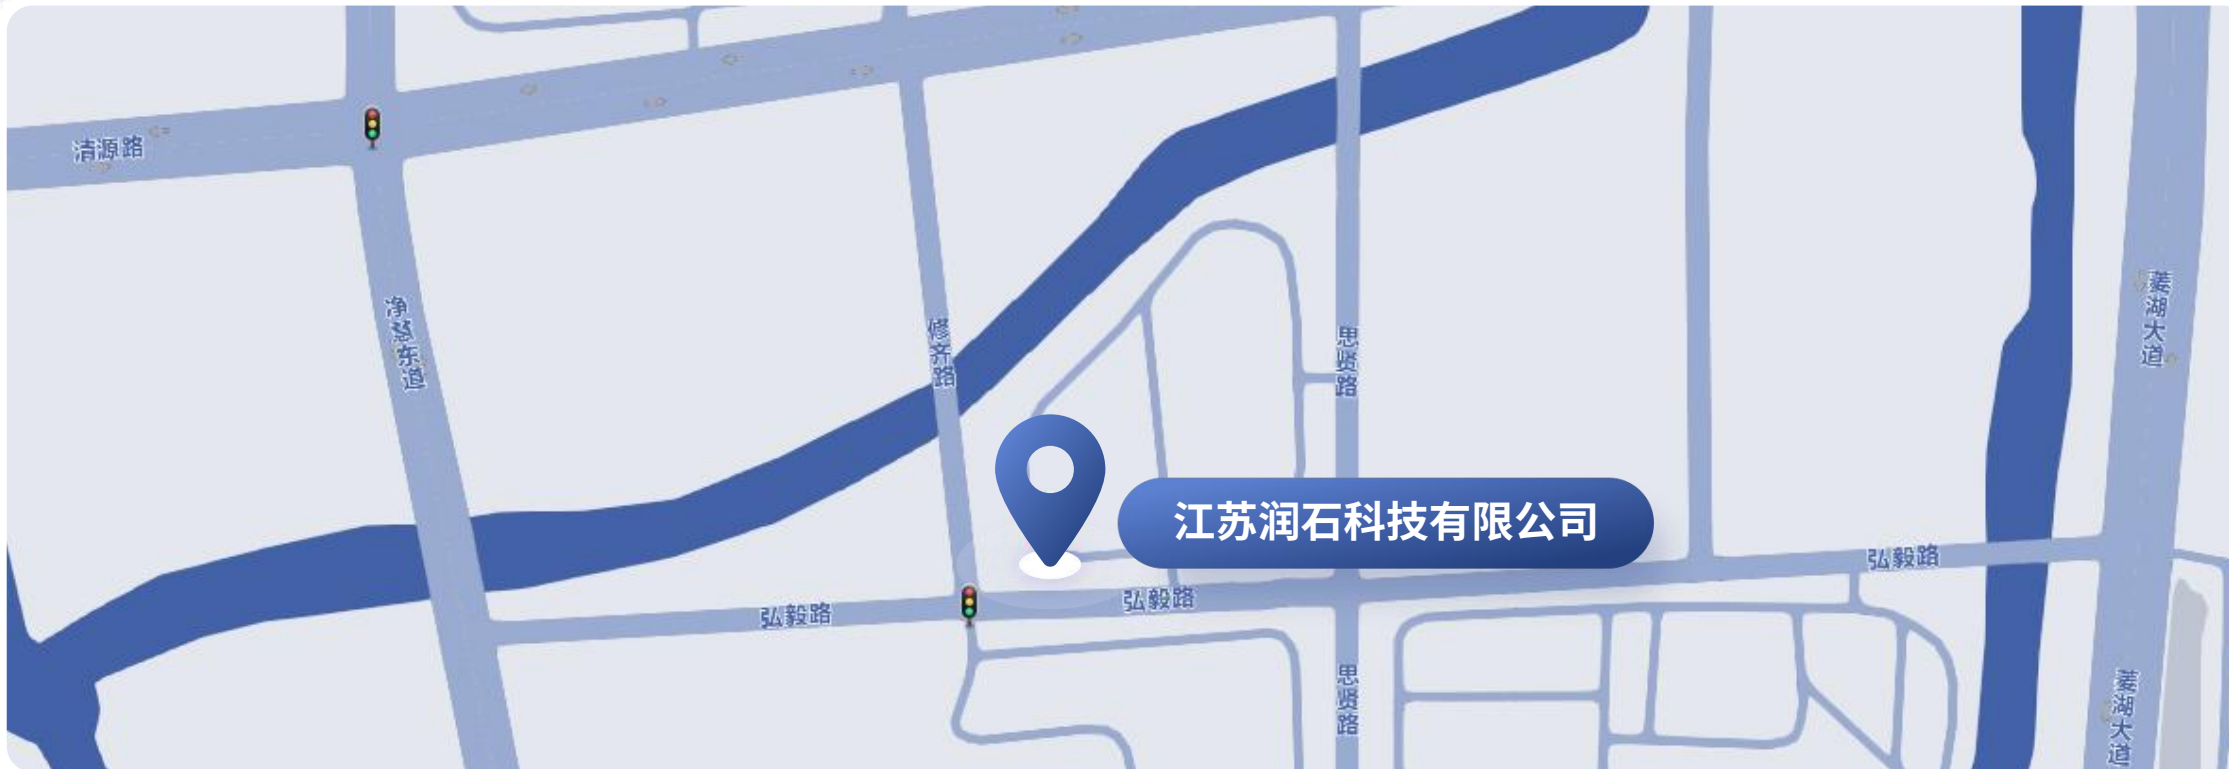 清源路
净慧东道
修齐路
思贤路
菱湖大道
江苏润石科技有限公司
弘毅路
弘毅路
弘毅路
思贤路
菱湖大道